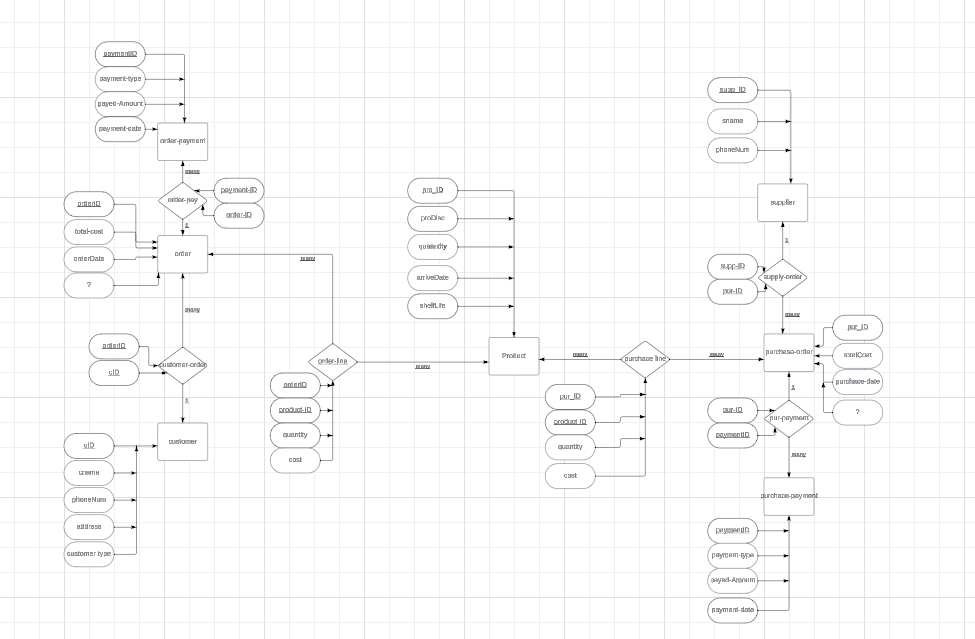 paymentID
payment-type
payed-Amount
payment-date
order-payment
many
order-pay
payment-ID
order-ID
1
orderID
total-cost
orderDate
?
order
many
many
orderID
cID
customer-order
1
cID
cname
phoneNum
address
customer type
customer
pro_ID
proDisc
quantity
arriveDate
shelfLife
order-line
many
orderID
product-ID
quantity
cost
Product
many
purchase line
many
pur_ID
product ID
quantity
cost
supp_ID
sname
phoneNum
supplier
1
supp-ID
pur-ID
supply-order
many
purchase-order
pur_ID
totalCost
purchase-date
?
1
pur-ID
paymentID
pur-payment
many
purchase-payment
paymentID
payment-type
payed-Amount
payment-date